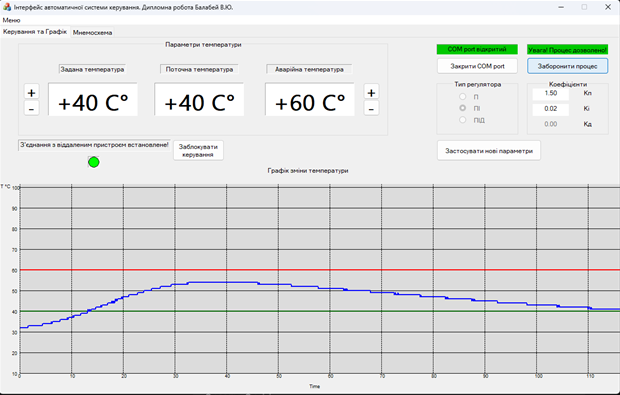 Інтерфейс автоматичної системи керування. Дипломна робота Балабей В.Ю.
Меню
Керування та Графік Мнемосхема
Параметри температури
Задана температура Поточна температура Аварійна температура
+ +
+40 C° +40 C° +60 C°
- -
COM port відкритий Увага! Процес дозволено!
Закрити COM port Заборонити процес
Тип регулятора Коефіціенти
П 1.50 Кп
ПІ 0.02 Кі
ПІД 0.00 Кд
З'єднання з віддаленим пристроєм встановлене!
Заблокувати
керування
Застосувати нові параметри
Графік зміни температури
T °C
100
90
80
70
60
50
40
30
20
10
0 10 20 30 40 50 60 70 80 90 100 110
Time